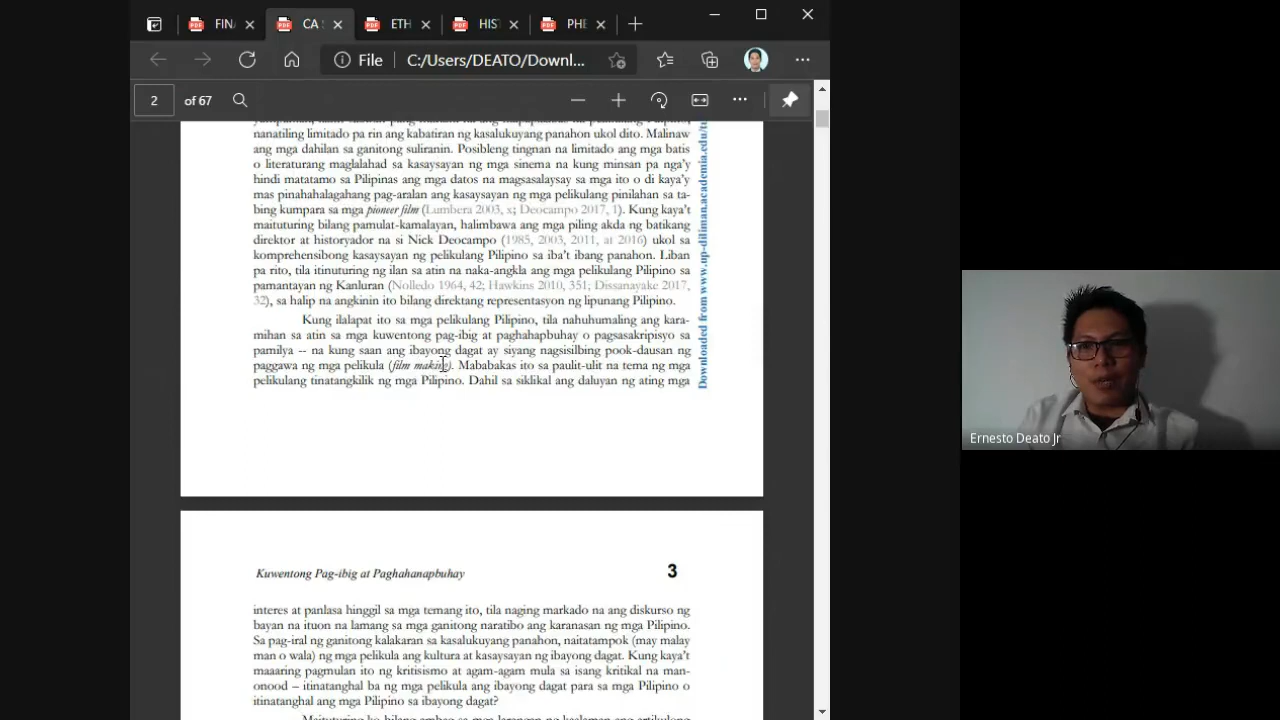 FIN
CA S
ETH
HIS
PHE
File
C:/Users/DEATO/Downl...
2
of 67
nanatiling limitado pa rin ang kabatiran ng kasalukuyang panahon ukol dito. Malinaw
ang mga dahilan sa ganitong suliranin. Posibleng tingnan na limitado ang mga batis
o literaturang maglalahad sa kasaysayan ng mga sinema na kung minsan pa nga'y
hindi matatamo sa Pilipinas ang mga datos na magsasalaysay sa mga ito o di kaya'y
mas pinahahalagahang pag-aralan ang kasaysayan ng mga pelikulang pinilahan sa ta-
bing kumpara sa mga pioneer film (Lumbera 2003, x; Deocampo 2017, 1). Kung kaya't
maituturing bilang pamulat-kamalayan, halimbawa ang mga piling akda ng batikang
direktor at historyador na si Nick Deocampo (1985, 2003, 2011, at 2016) ukol sa
komprehensibong kasaysayan ng pelikulang Pilipino sa iba't ibang panahon. Liban
pa rito, tila itinuturing ng ilan sa atin na naka-angkla ang mga pelikulang Pilipino sa
pamantayan ng Kanluran (Nolledo 1964, 42; Hawkins 2010, 351; Dissanayake 2017,
32), sa halip na angkinin ito bilang direktang representasyon ng lipunang Pilipino.
Kung ilalapat ito sa mga pelikulang Pilipino, tila nahuhumaling ang kara-
mihan sa atin sa mga kuwentong pag-ibig at paghahapbuhay o pagsasakripisyo sa
pamilya -- na kung saan ang ibayong dagat ay siyang nagsisilbing pook-dausan ng
paggawa ng mga pelikula (film making). Mababakas ito sa paulit-ulit na tema ng mga
pelikulang tinatangkilik ng mga Pilipino. Dahil sa siklikal ang daluyan ng ating mga
Downloaded from www.up-diliman.academia.edu/
Kuwentong Pag-ibig at Paghahanapbuhay
3
interes at panlasa hinggil sa mga temang ito, tila naging markado na ang diskurso ng
bayan na ituon na lamang sa mga ganitong naratibo ang karanasan ng mga Pilipino.
Sa pag-iral ng ganitong kalakaran sa kasalukuyang panahon, naitatampok (may malay
man o wala) ng mga pelikula ang kultura at kasaysayan ng ibayong dagat. Kung kaya't
maaaring pagmulan ito ng kritisismo at agam-agam mula sa isang kritikal na man-
onood – itinatanghal ba ng mga pelikula ang ibayong dagat para sa mga Pilipino o
itinatanghal ang mga Pilipino sa ibayong dagat?
Maituturing ko bilang ambag sa mga larangan ng kaalaman ang artikulong
Ernesto Deato Jr